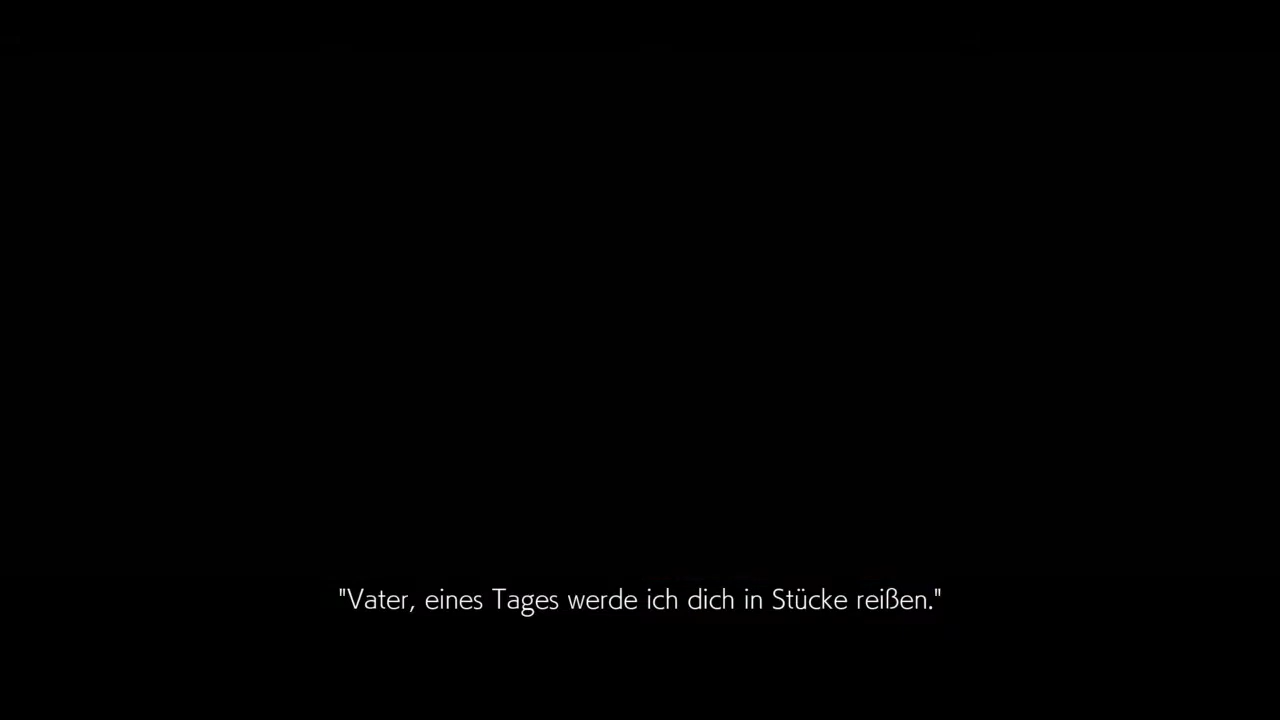 "Vater, eines Tages werde ich dich in Stücke reißen."